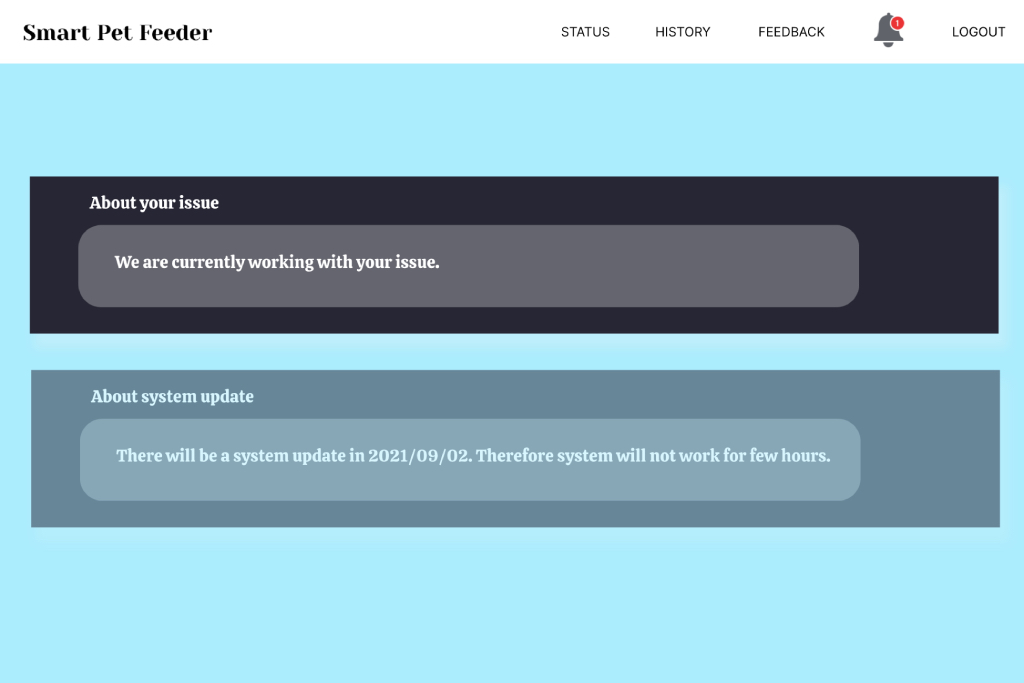 Smart Pet Feeder
STATUS
HISTORY
FEEDBACK
1
LOGOUT
About your issue
We are currently working with your issue.
About system update
There will be a system update in 2021/09/02. Therefore system will not work for few hours.